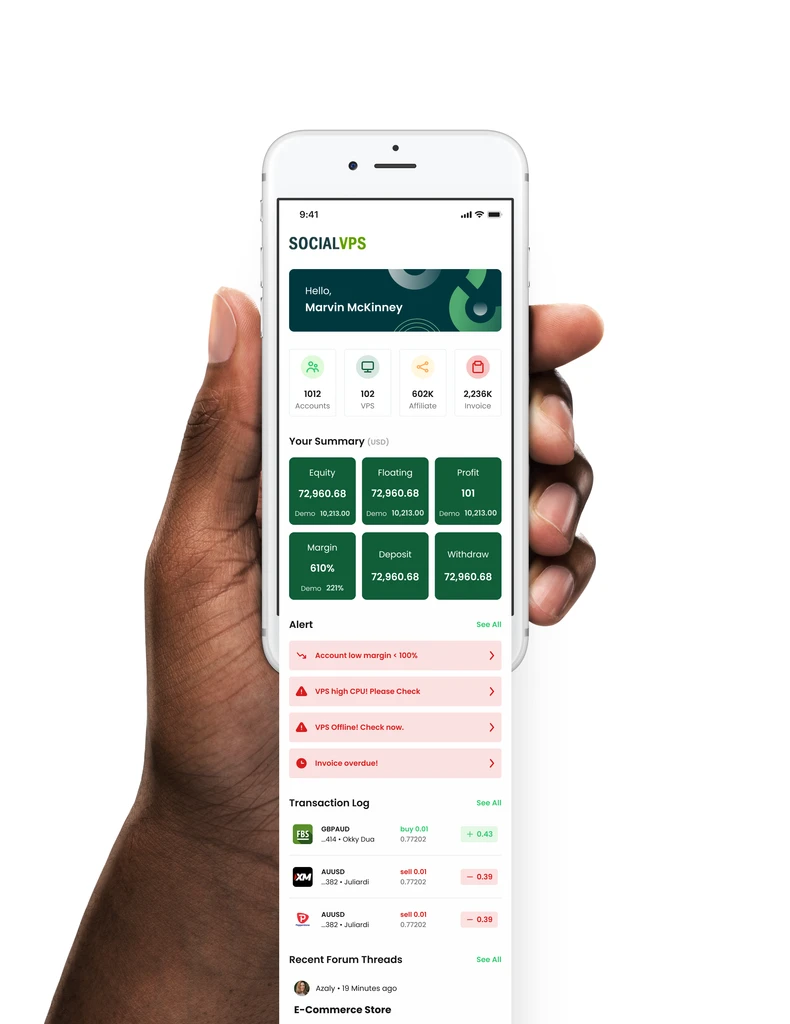 9:41
SOCIALVPS
Hello,
Marvin McKinney
1012
Accounts
102
VPS
602K
Affiliate
2,236K
Invoice
Your Summary (USD)
Equity
72,960.68
Demo 10,213.00
Floating
72,960.68
Demo 10,213.00
Profit
101
Demo 10,213.00
Margin
610%
Demo 221%
Deposit
72,960.68
Withdraw
72,960.68
Alert See All
Account low margin < 100%
VPS high CPU! Please Check
VPS Offline! Check now.
Invoice overdue!
Transaction Log See All
FBS
GBPAUD buy 0.01
...414 • Okky Dua 0.77202
+ 0.43
XM
AUUSD sell 0.01
...382 • Juliardi 0.77202
− 0.39
AUUSD sell 0.01
...382 • Juliardi 0.77202
− 0.39
Recent Forum Threads See All
Azaly • 19 Minutes ago
E-Commerce Store